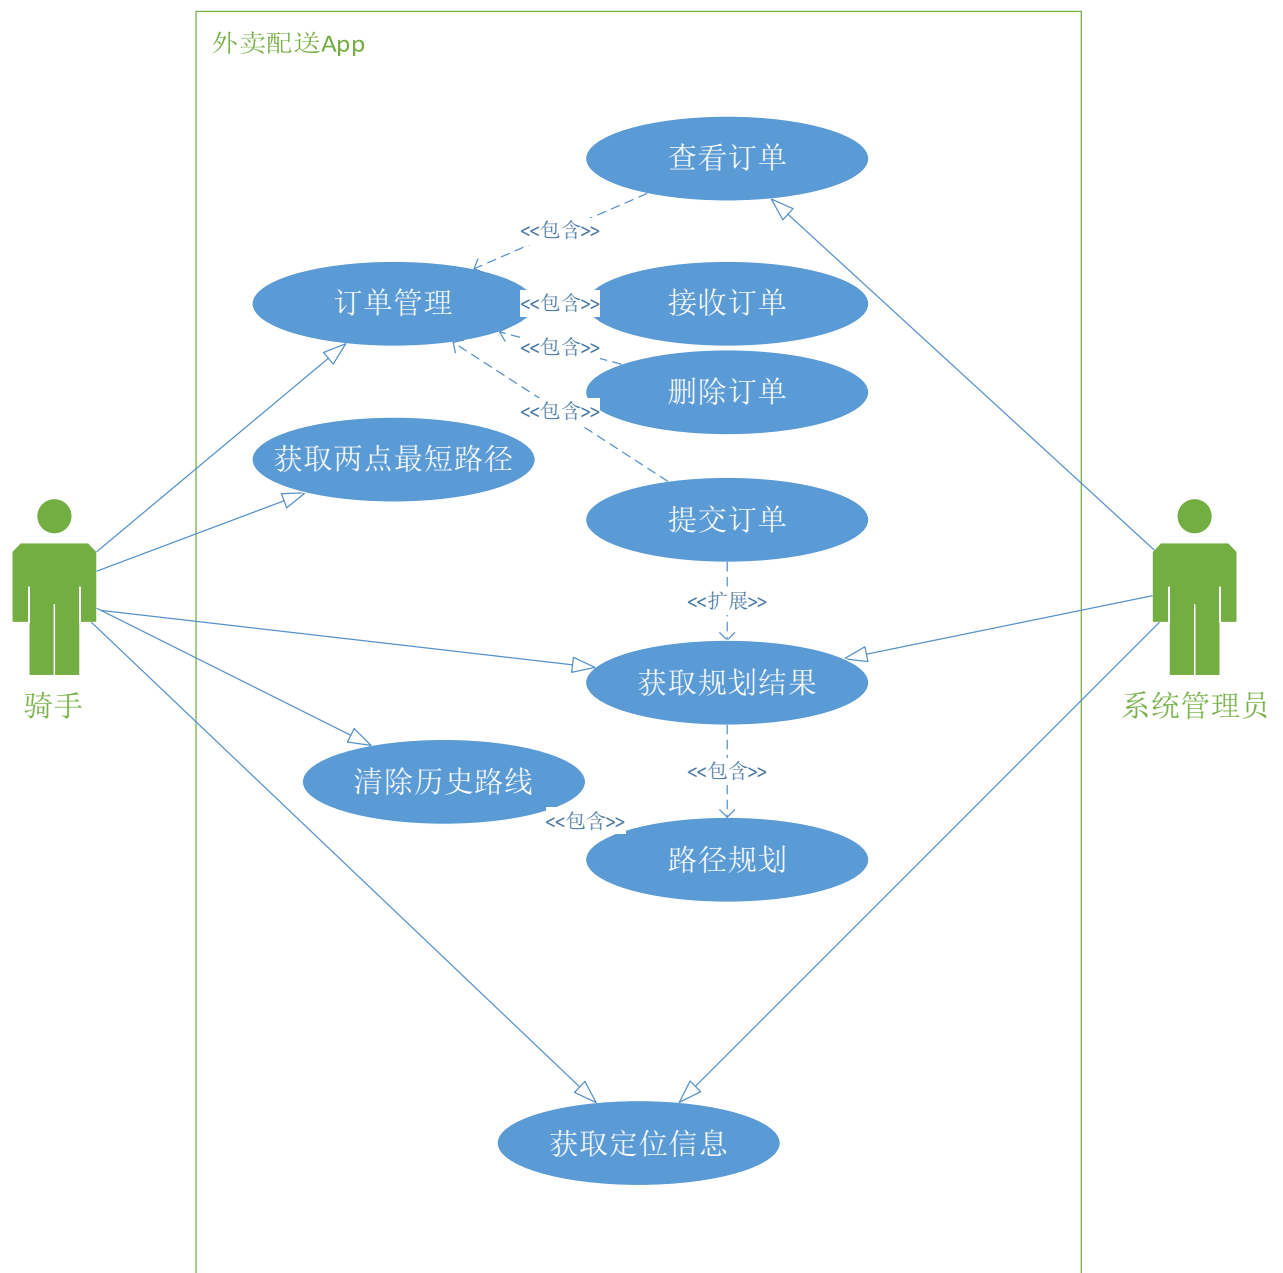 外卖配送App
查看订单
<<包含>>
订单管理
<<包含>>
接收订单
<<包含>>
删除订单
<<包含>>
获取两点最短路径
提交订单
<<扩展>>
获取规划结果
骑手
系统管理员
<<包含>>
清除历史路线
<<包含>>
路径规划
获取定位信息